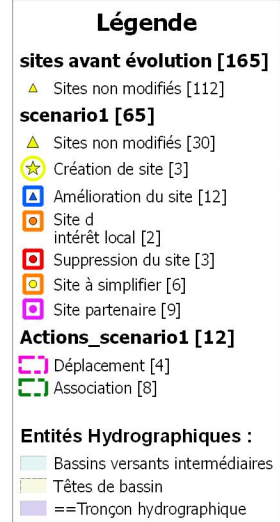 Légende
sites avant évolution [165]
Sites non modifiés [112]
scenario1 [65]
Sites non modifiés [30]
Création de site [3]
Amélioration du site [12]
Site d
intérêt local [2]
Suppression du site [3]
Site à simplifier [6]
Site partenaire [9]
Actions_scenario1 [12]
Déplacement [4]
Association [8]
Entités Hydrographiques :
Bassins versants intermédiaires
Têtes de bassin
==Tronçon hydrographique